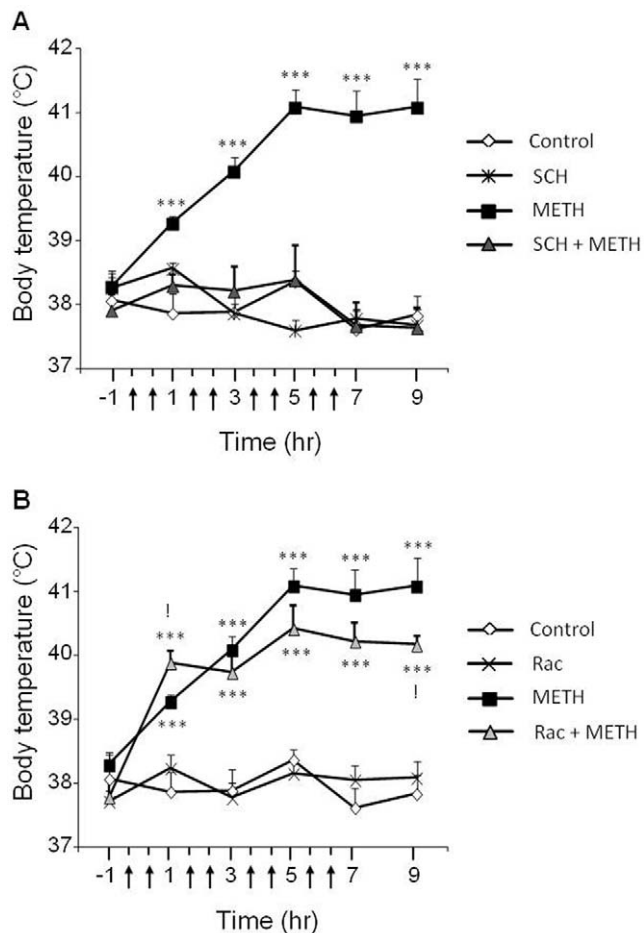 A
Body temperature (°C)
42
41
40
39
38
37
***
***
***
***
***
-1
1
3
5
7
9
Time (hr)
Control
SCH
METH
SCH + METH
B
Body temperature (°C)
42
41
40
39
38
37
!
***
***
***
***
***
***
***
***
***
***
!
-1
1
3
5
7
9
Time (hr)
Control
Rac
METH
Rac + METH